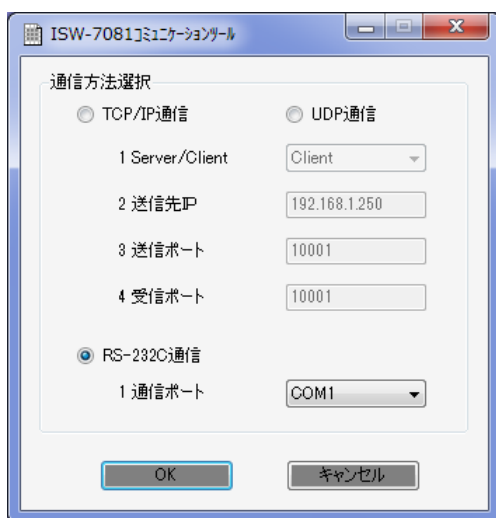 ISW-7081ｺﾐｭﾆｹｰｼｮﾝﾂｰﾙ
通信方法選択
TCP/IP通信 UDP通信
1 Server/Client Client
2 送信先IP 192.168.1.250
3 送信ポート 10001
4 受信ポート 10001
RS-232C通信
1 通信ポート COM1
OK キャンセル